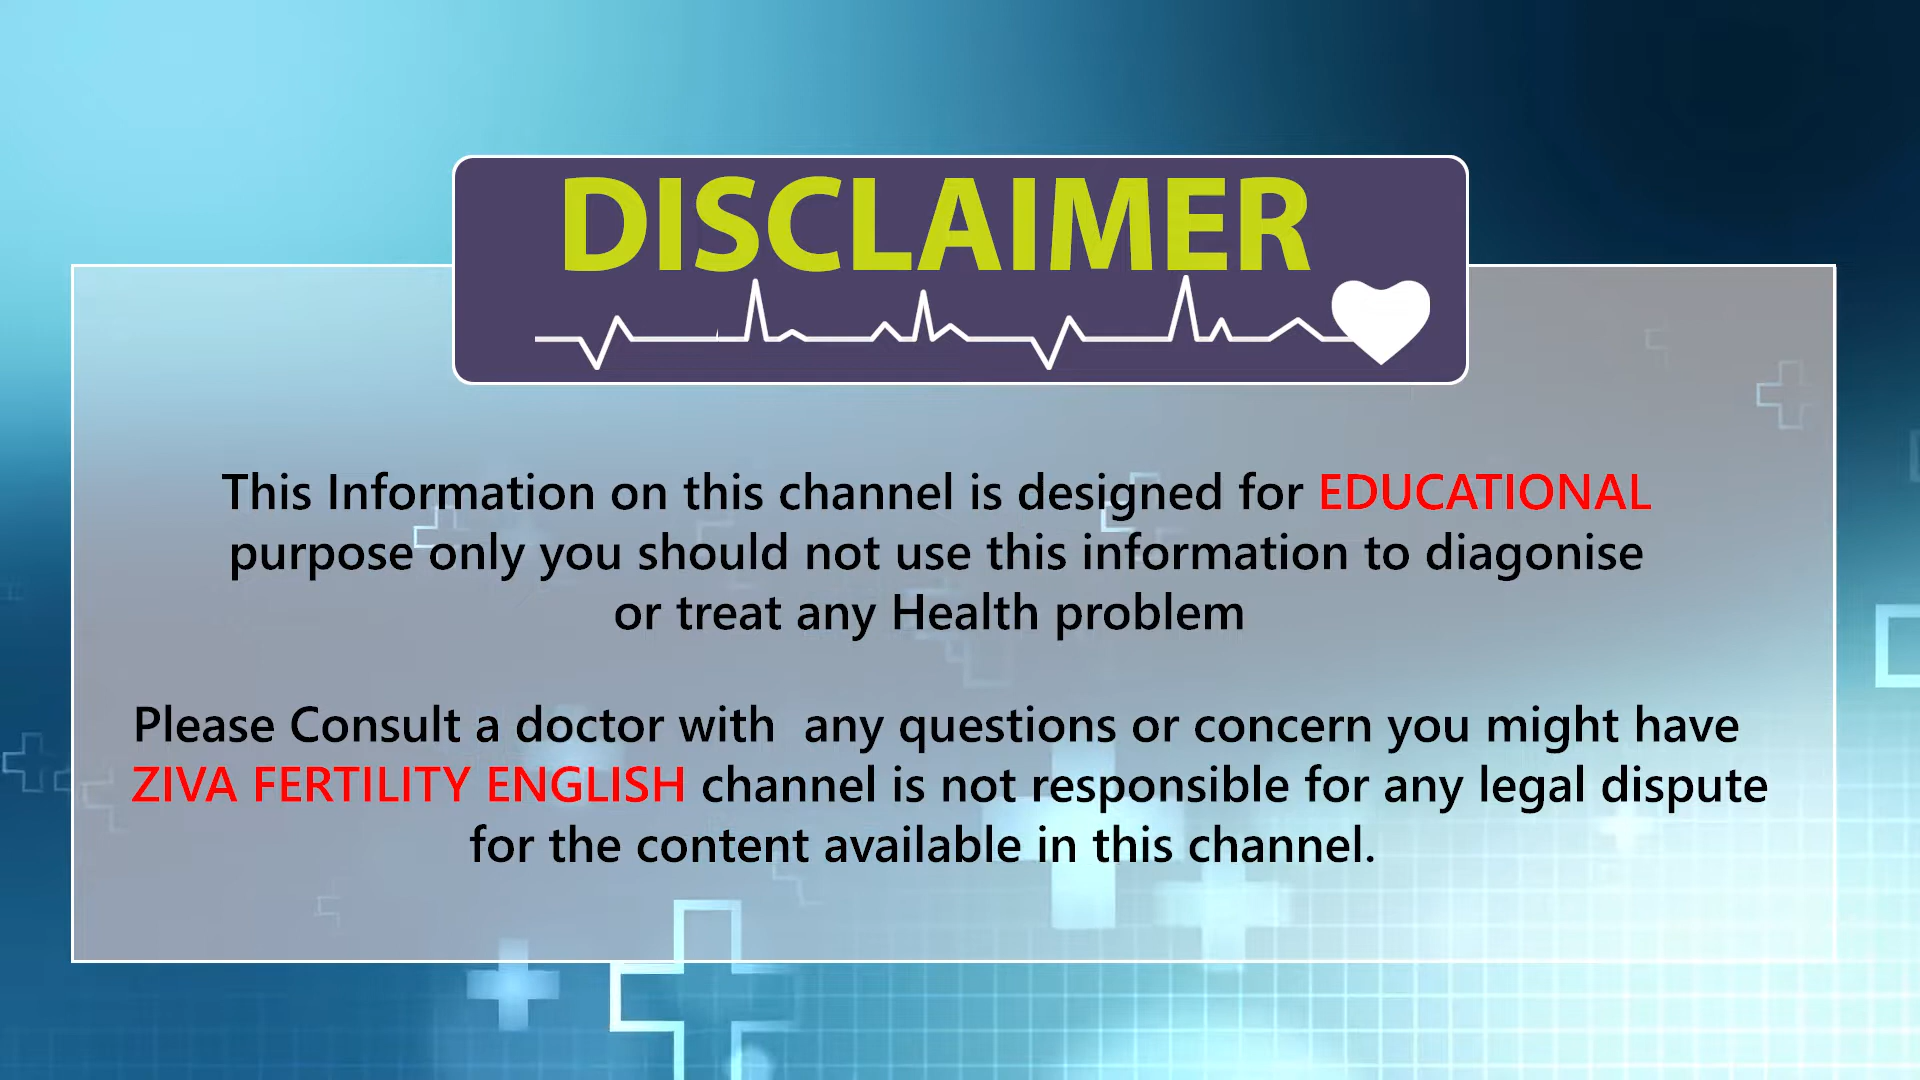 DISCLAIMER
This Information on this channel is designed for EDUCATIONAL
purpose only you should not use this information to diagonise
or treat any Health problem
Please Consult a doctor with any questions or concern you might have
ZIVA FERTILITY ENGLISH channel is not responsible for any legal dispute
for the content available in this channel.